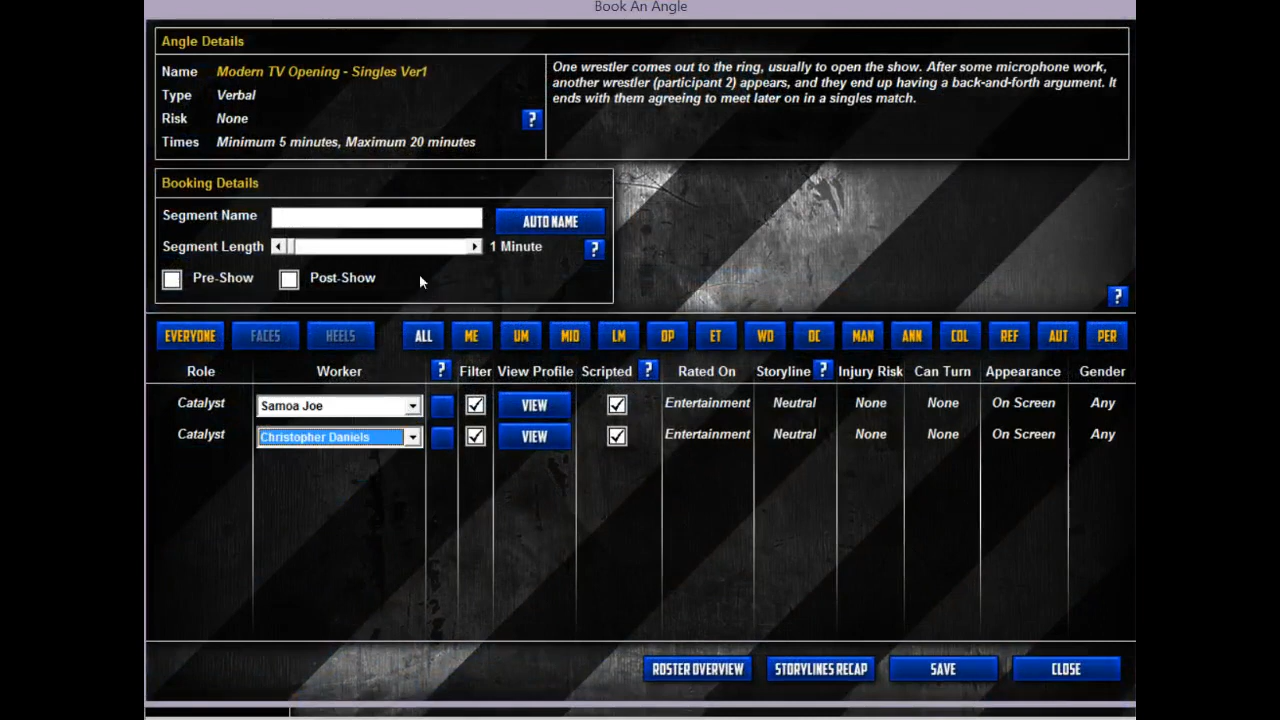 Book An Angle
Angle Details
Name Modern TV Opening - Singles Ver1
Type Verbal
Risk None
?
Times Minimum 5 minutes, Maximum 20 minutes
One wrestler comes out to the ring, usually to open the show. After some microphone work,
another wrestler (participant 2) appears, and they end up having a back-and-forth argument. It
ends with them agreeing to meet later on in a singles match.
Booking Details
Segment Name AUTO NAME
Segment Length 1 Minute ?
Pre-Show Post-Show
?
EVERYONE FACES HEELS ALL ME UM MID LM OP ET WO DC MAN ANN COL REF AUT PER
Role Worker ? Filter View Profile Scripted ? Rated On Storyline ? Injury Risk Can Turn Appearance Gender
Catalyst Samoa Joe VIEW Entertainment Neutral None None On Screen Any
Catalyst Christopher Daniels VIEW Entertainment Neutral None None On Screen Any
ROSTER OVERVIEW STORYLINES RECAP SAVE CLOSE